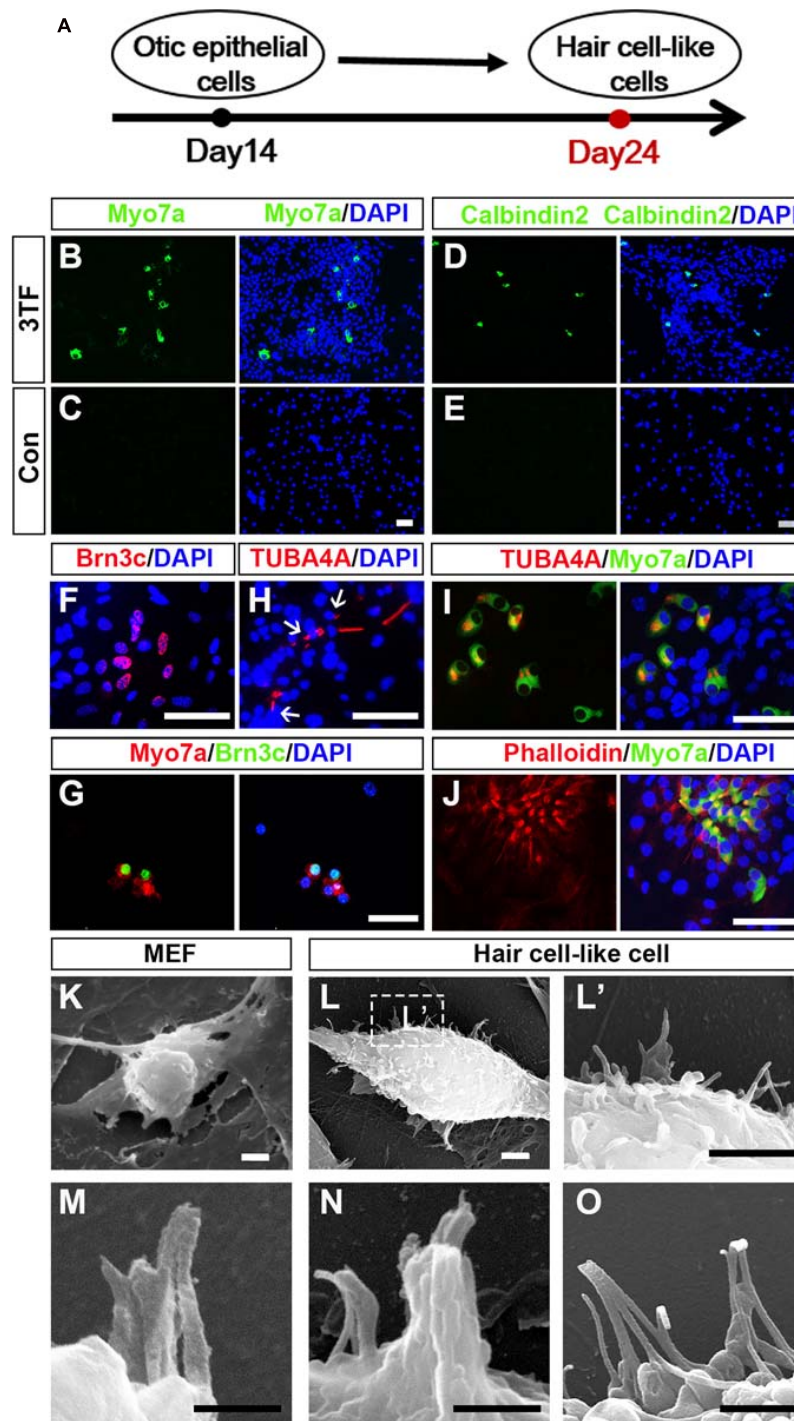 A
Otic epithelial
cells
Hair cell-like
cells
Day14
Day24
Myo7a Myo7a/DAPI
Calbindin2 Calbindin2/DAPI
3TF
B
D
Con
C
E
Brn3c/DAPI
TUBA4A/DAPI
TUBA4A/Myo7a/DAPI
F
H
I
Myo7a/Brn3c/DAPI
Phalloidin/Myo7a/DAPI
G
J
MEF
Hair cell-like cell
K
L
L'
L'
M
N
O